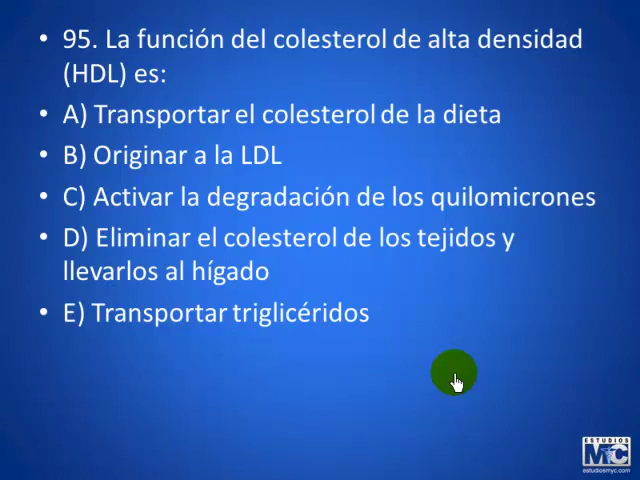 • 95. La función del colesterol de alta densidad
(HDL) es:
• A) Transportar el colesterol de la dieta
• B) Originar a la LDL
• C) Activar la degradación de los quilomicrones
• D) Eliminar el colesterol de los tejidos y
llevarlos al hígado
• E) Transportar triglicéridos
ESTUDIOS
MYC
estudiosmyc.com